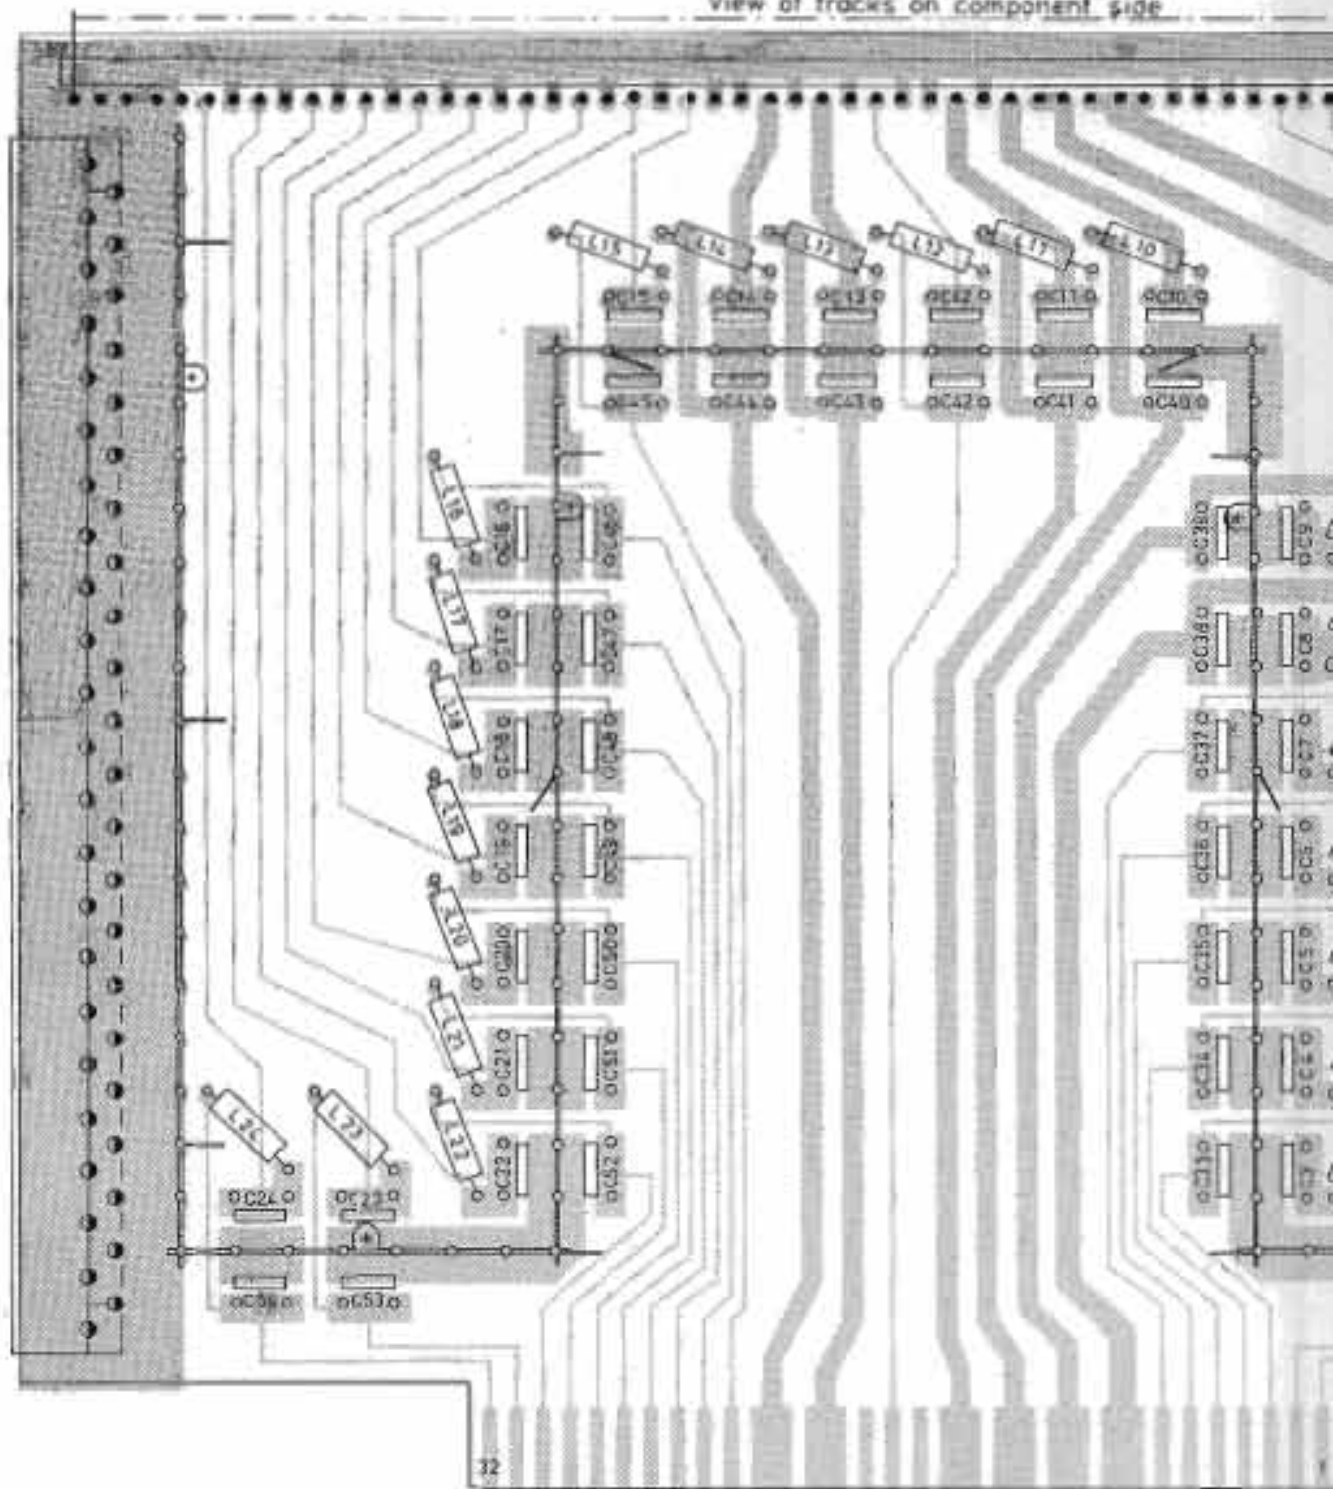 View of tracks on component side
L15 L14 L13 L12 L11 L10
C15 C14 C13 C12 C11 C10
C45 C44 C43 C42 C41 C40
L16 C16 C46 C39 C9
L17 C17 C47 C38 C8
L18 C18 C48 C37 C7
L19 C19 C49 C36 C6
L20 C20 C50 C35 C5
L21 C21 C51 C34 C4
L24 L23 L22 C22 C52 C33 C3
C24 C23
C54 C53
32 1